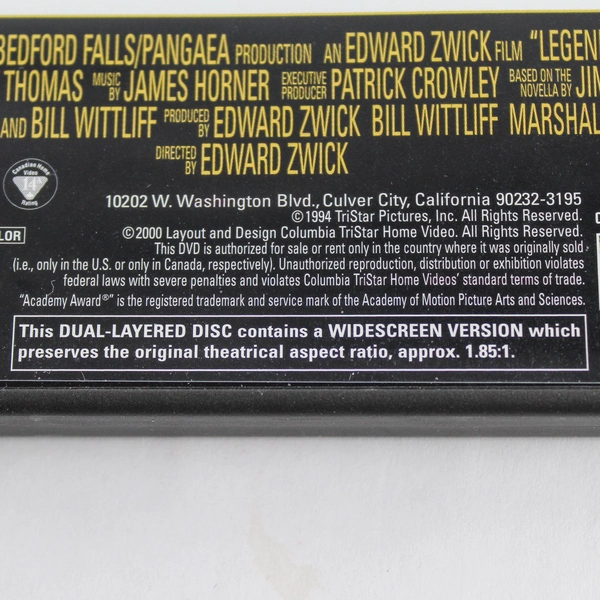 BEDFORD FALLS/PANGAEA PRODUCTION AN EDWARD ZWICK FILM "LEGEN
THOMAS MUSIC BY JAMES HORNER EXECUTIVE PRODUCER PATRICK CROWLEY BASED ON THE NOVELLA BY JIM
AND BILL WITTLIFF PRODUCED BY EDWARD ZWICK BILL WITTLIFF MARSHAL
DIRECTED BY EDWARD ZWICK
Canadian Home Video
14
Rating
10202 W. Washington Blvd., Culver City, California 90232-3195
©1994 TriStar Pictures, Inc. All Rights Reserved.
LOR
©2000 Layout and Design Columbia TriStar Home Video. All Rights Reserved.
This DVD is authorized for sale or rent only in the country where it was originally sold
(i.e., only in the U.S. or only in Canada, respectively). Unauthorized reproduction, distribution or exhibition violates
federal laws with severe penalties and violates Columbia TriStar Home Videos' standard terms of trade.
"Academy Award®" is the registered trademark and service mark of the Academy of Motion Picture Arts and Sciences.
This DUAL-LAYERED DISC contains a WIDESCREEN VERSION which
preserves the original theatrical aspect ratio, approx. 1.85:1.